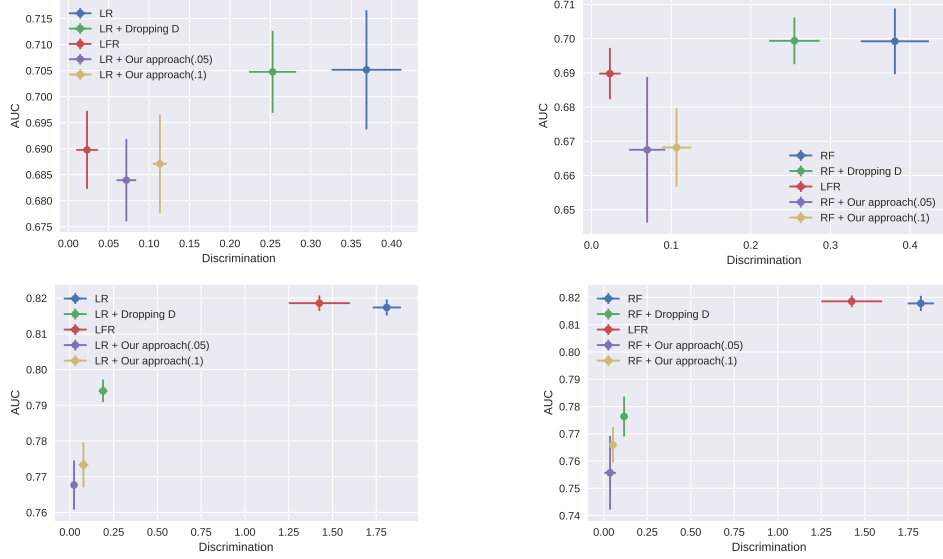 0.715
0.710
0.705
0.700
0.695
0.690
0.685
0.680
0.675
AUC
LR
LR + Dropping D
LFR
LR + Our approach(.05)
LR + Our approach(.1)
0.00 0.05 0.10 0.15 0.20 0.25 0.30 0.35 0.40
Discrimination
0.71
0.70
0.69
0.68
0.67
0.66
0.65
AUC
RF
RF + Dropping D
LFR
RF + Our approach(.05)
RF + Our approach(.1)
0.0 0.1 0.2 0.3 0.4
Discrimination
0.82
0.81
0.80
0.79
0.78
0.77
0.76
AUC
LR
LR + Dropping D
LFR
LR + Our approach(.05)
LR + Our approach(.1)
0.00 0.25 0.50 0.75 1.00 1.25 1.50 1.75
Discrimination
0.82
0.81
0.80
0.79
0.78
0.77
0.76
0.75
0.74
AUC
RF
RF + Dropping D
LFR
RF + Our approach(.05)
RF + Our approach(.1)
0.00 0.25 0.50 0.75 1.00 1.25 1.50 1.75
Discrimination